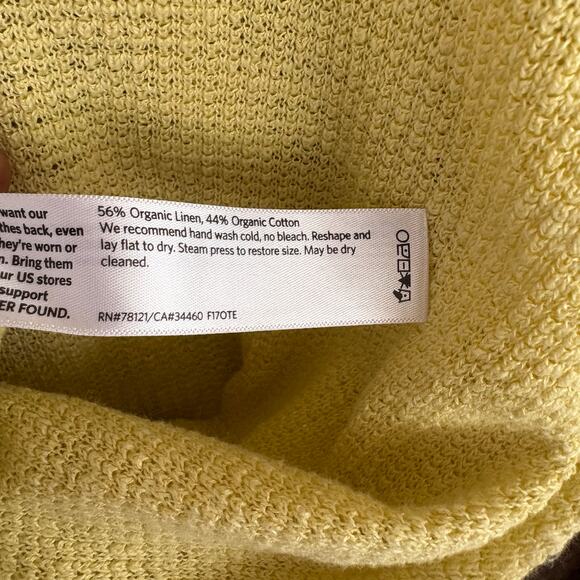 want our
thes back, even
hey're worn or
n. Bring them
ur US stores
support
ER FOUND.
56% Organic Linen, 44% Organic Cotton
We recommend hand wash cold, no bleach. Reshape and
lay flat to dry. Steam press to restore size. May be dry
cleaned.
RN#78121/CA#34460 F17OTE